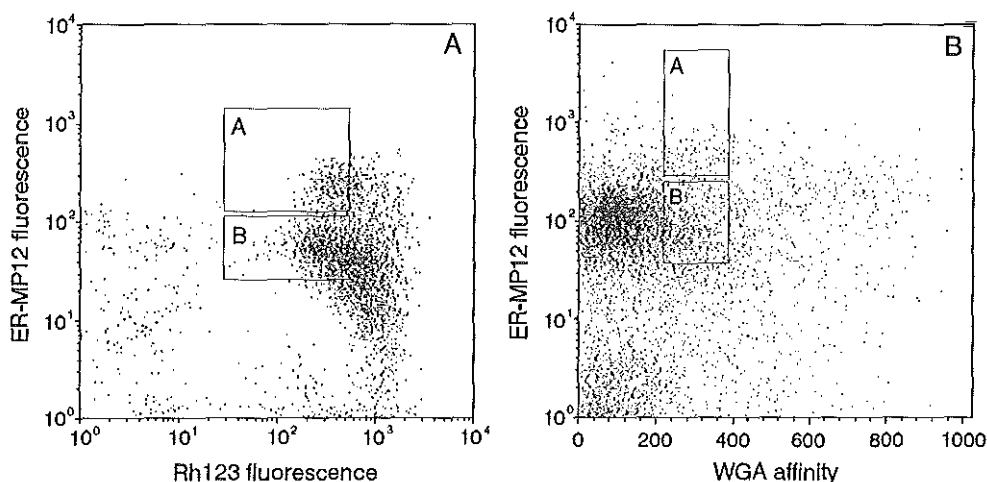 A
ER-MP12 fluorescence
10⁴
10³
10²
10¹
10⁰
A
B
10⁰ 10¹ 10² 10³ 10⁴
Rh123 fluorescence
B
ER-MP12 fluorescence
10⁴
10³
10²
10¹
10⁰
A
B
0 200 400 600 800 1000
WGA affinity